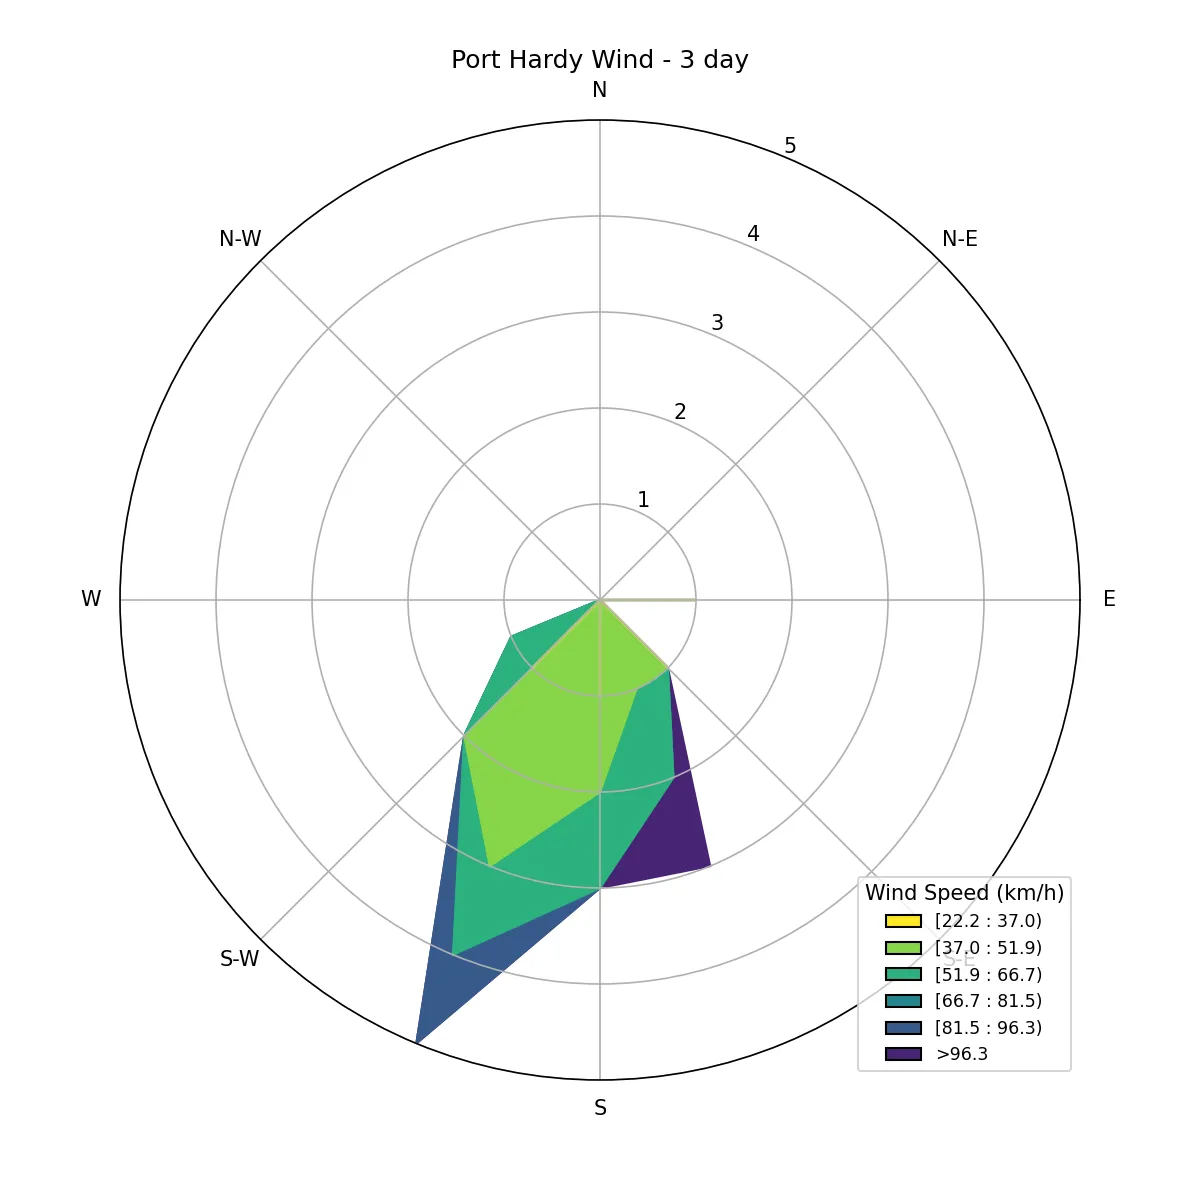 Port Hardy Wind - 3 day
N
5
N-W
N-E
4
3
2
1
W
E
Wind Speed (km/h)
[22.2 : 37.0)
[37.0 : 51.9)
S-W
S-E
[51.9 : 66.7)
[66.7 : 81.5)
[81.5 : 96.3)
>96.3
S